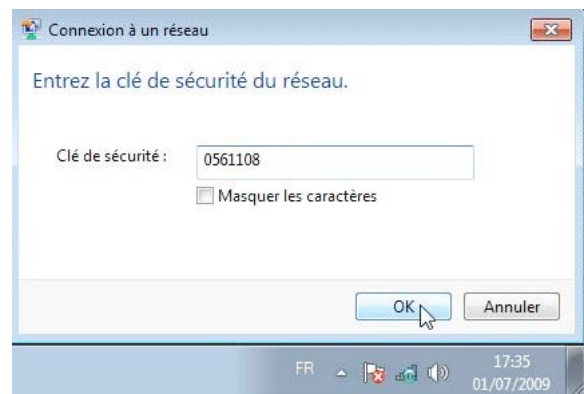 Connexion à un réseau
Entrez la clé de sécurité du réseau.
Clé de sécurité : 0561108
Masquer les caractères
OK Annuler
FR 17:35
01/07/2009